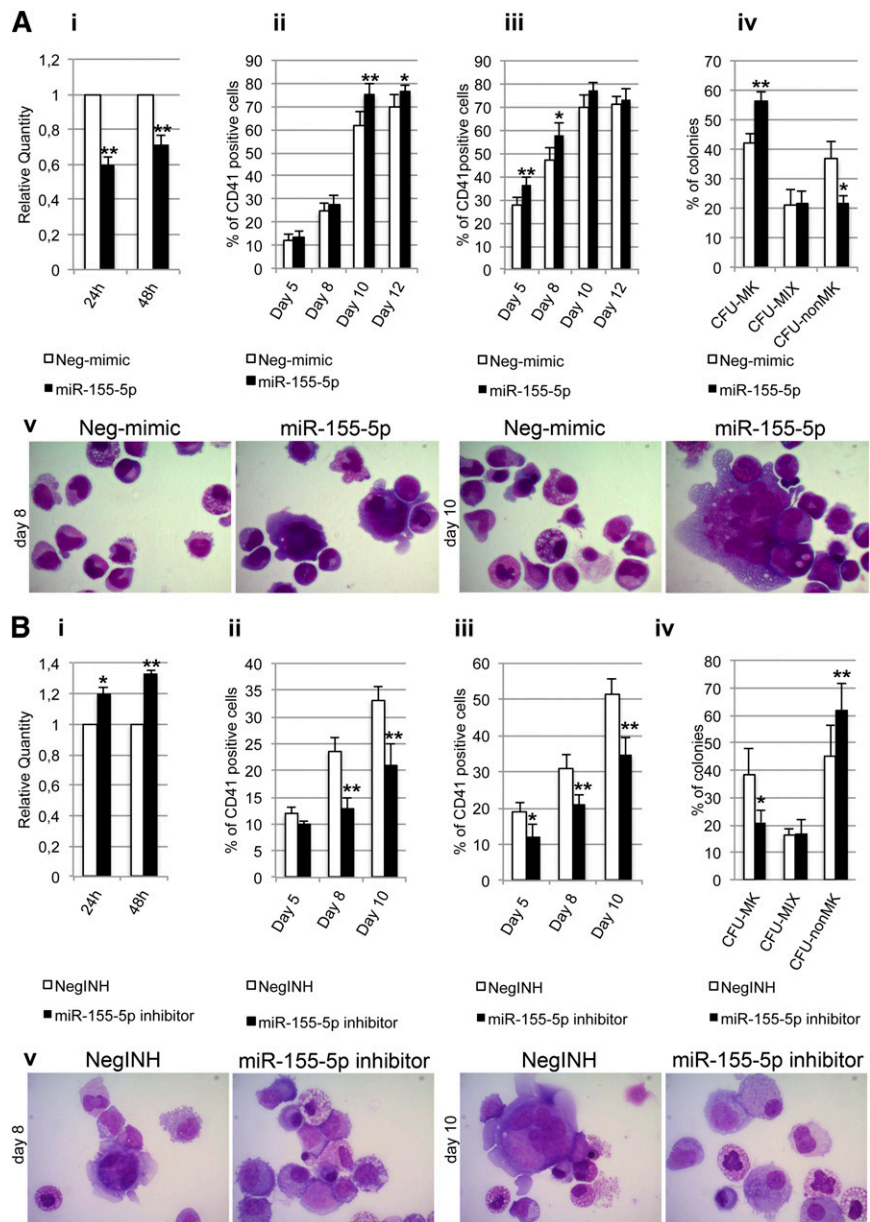 A
i
ii
iii
iv
Relative Quantity
1,2
1
0,8
0,6
0,4
0,2
0
**
**
24h
48h
□Neg-mimic
■miR-155-5p
% of CD41 positive cells
90
80
70
60
50
40
30
20
10
0
**
*
Day 5
Day 8
Day 10
Day 12
□Neg-mimic
■miR-155-5p
% of CD41positive cells
90
80
70
60
50
40
30
20
10
0
**
*
Day 5
Day 8
Day 10
Day 12
□Neg-mimic
■miR-155-5p
% of colonies
70
60
50
40
30
20
10
0
**
*
CFU-MK
CFU-MIX
CFU-nonMK
□Neg-mimic
■miR-155-5p
v
Neg-mimic
miR-155-5p
Neg-mimic
miR-155-5p
day 8
day 10
B
i
ii
iii
iv
Relative Quantity
1,4
1,2
1
0,8
0,6
0,4
0,2
0
*
**
24h
48h
□NegINH
■miR-155-5p inhibitor
% of CD41 positive cells
40
35
30
25
20
15
10
5
0
**
**
Day 5
Day 8
Day 10
□NegINH
■miR-155-5p inhibitor
% of CD41 positive cells
60
50
40
30
20
10
0
*
**
**
Day 5
Day 8
Day 10
□NegINH
■miR-155-5p inhibitor
% of colonies
80
70
60
50
40
30
20
10
0
*
**
CFU-MK
CFU-MIX
CFU-nonMK
□NegINH
■miR-155-5p inhibitor
v
NegINH
miR-155-5p inhibitor
NegINH
miR-155-5p inhibitor
day 8
day 10